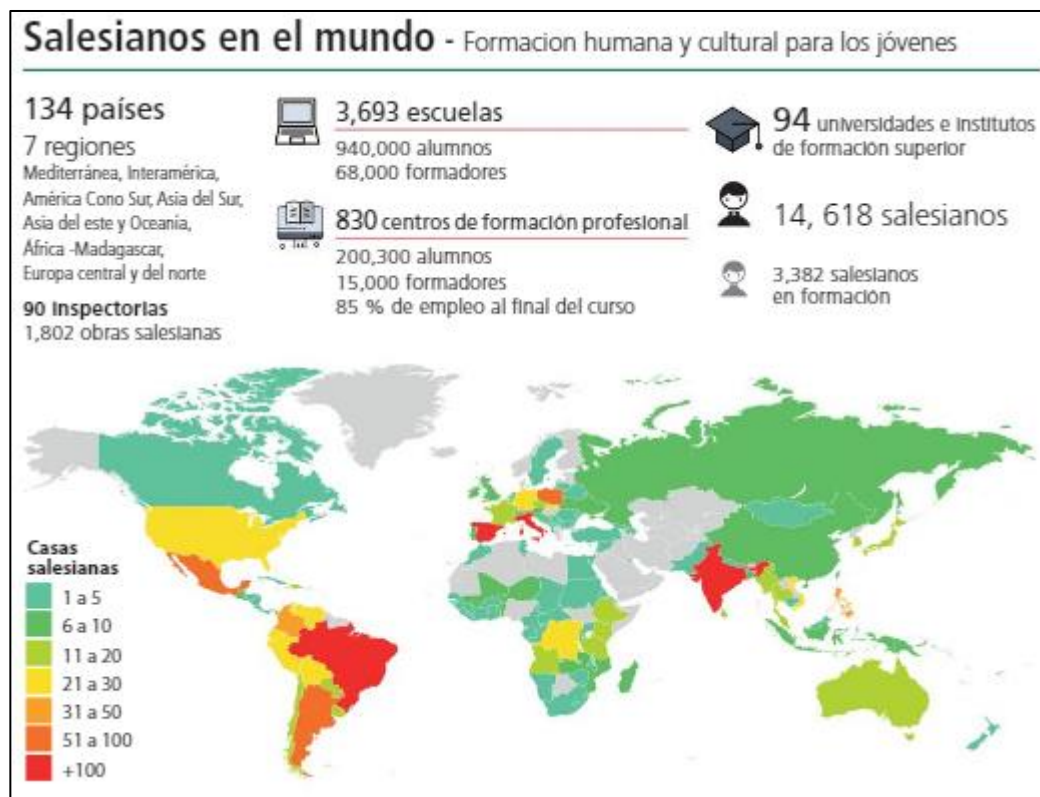 Salesianos en el mundo - Formacion humana y cultural para los jóvenes
134 países
7 regiones
Mediterránea, Interamérica,
América Cono Sur, Asia del Sur,
Asia del este y Oceanía,
África -Madagascar,
Europa central y del norte
90 inspectorias
1,802 obras salesianas
3,693 escuelas
940,000 alumnos
68,000 formadores
830 centros de formación profesional
200,300 alumnos
15,000 formadores
85 % de empleo al final del curso
94 universidades e institutos
de formación superior
14, 618 salesianos
3,382 salesianos
en formación
Casas
salesianas
1 a 5
6 a 10
11 a 20
21 a 30
31 a 50
51 a 100
+100